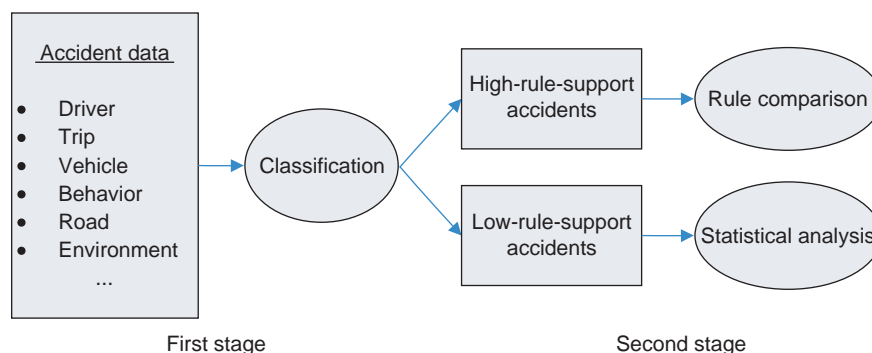 Accident data
• Driver
• Trip
• Vehicle
• Behavior
• Road
• Environment
...
Classification
High-rule-support
accidents
Rule comparison
Low-rule-support
accidents
Statistical analysis
First stage
Second stage